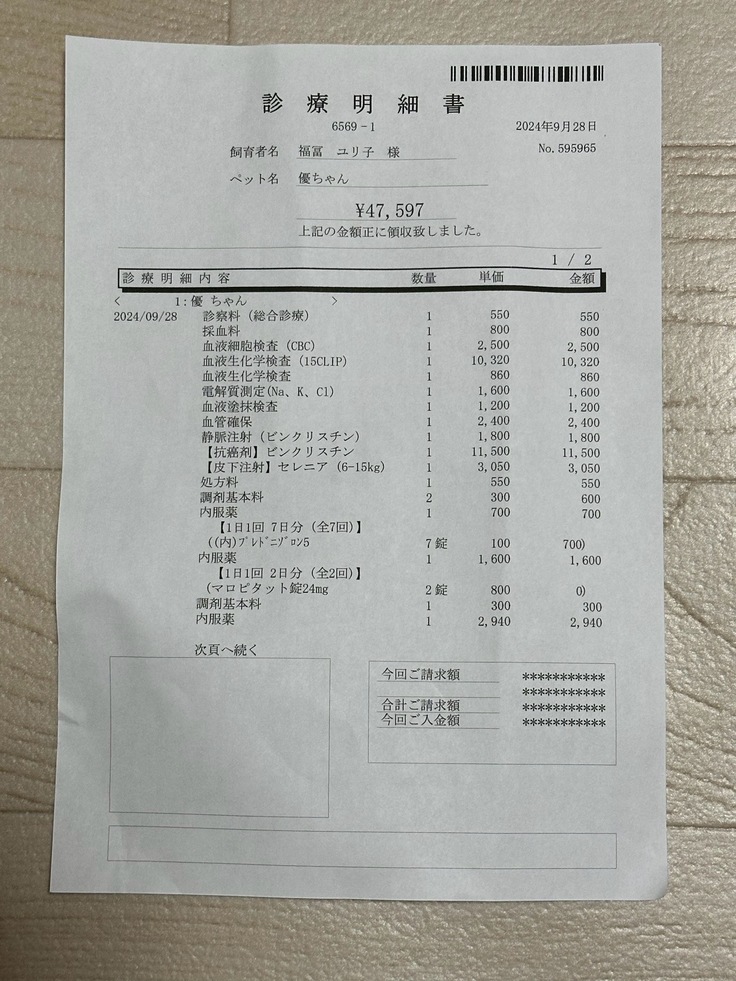 診 療 明 細 書
6569-1
2024年9月28日
飼育者名 福冨 ユリ子 様
No.595965
ペット名 優ちゃん
¥47,597
上記の金額正に領収致しました。
1 / 2
診 療 明 細 内 容 数量 単価 金額
< 1:優 ちゃん >
2024/09/28 診察料 (総合診療) 1 550 550
採血料 1 800 800
血液細胞検査 (CBC) 1 2,500 2,500
血液生化学検査 (15CLIP) 1 10,320 10,320
血液生化学検査 1 860 860
電解質測定(Na、K、Cl) 1 1,600 1,600
血液塗抹検査 1 1,200 1,200
血管確保 1 2,400 2,400
静脈注射 (ビンクリスチン) 1 1,800 1,800
【抗癌剤】ビンクリスチン 1 11,500 11,500
【皮下注射】セレニア (6-15kg) 1 3,050 3,050
処方料 1 550 550
調剤基本料 2 300 600
内服薬 1 700 700
【1日1回 7日分 (全7回)】
((内)プレドニゾロン5 7 錠 100 700)
内服薬 1 1,600 1,600
【1日1回 2日分 (全2回)】
(マロピタット錠24mg 2 錠 800 0)
調剤基本料 1 300 300
内服薬 1 2,940 2,940
次頁へ続く
今回ご請求額 ***********
***********
合計ご請求額 ***********
今回ご入金額 ***********